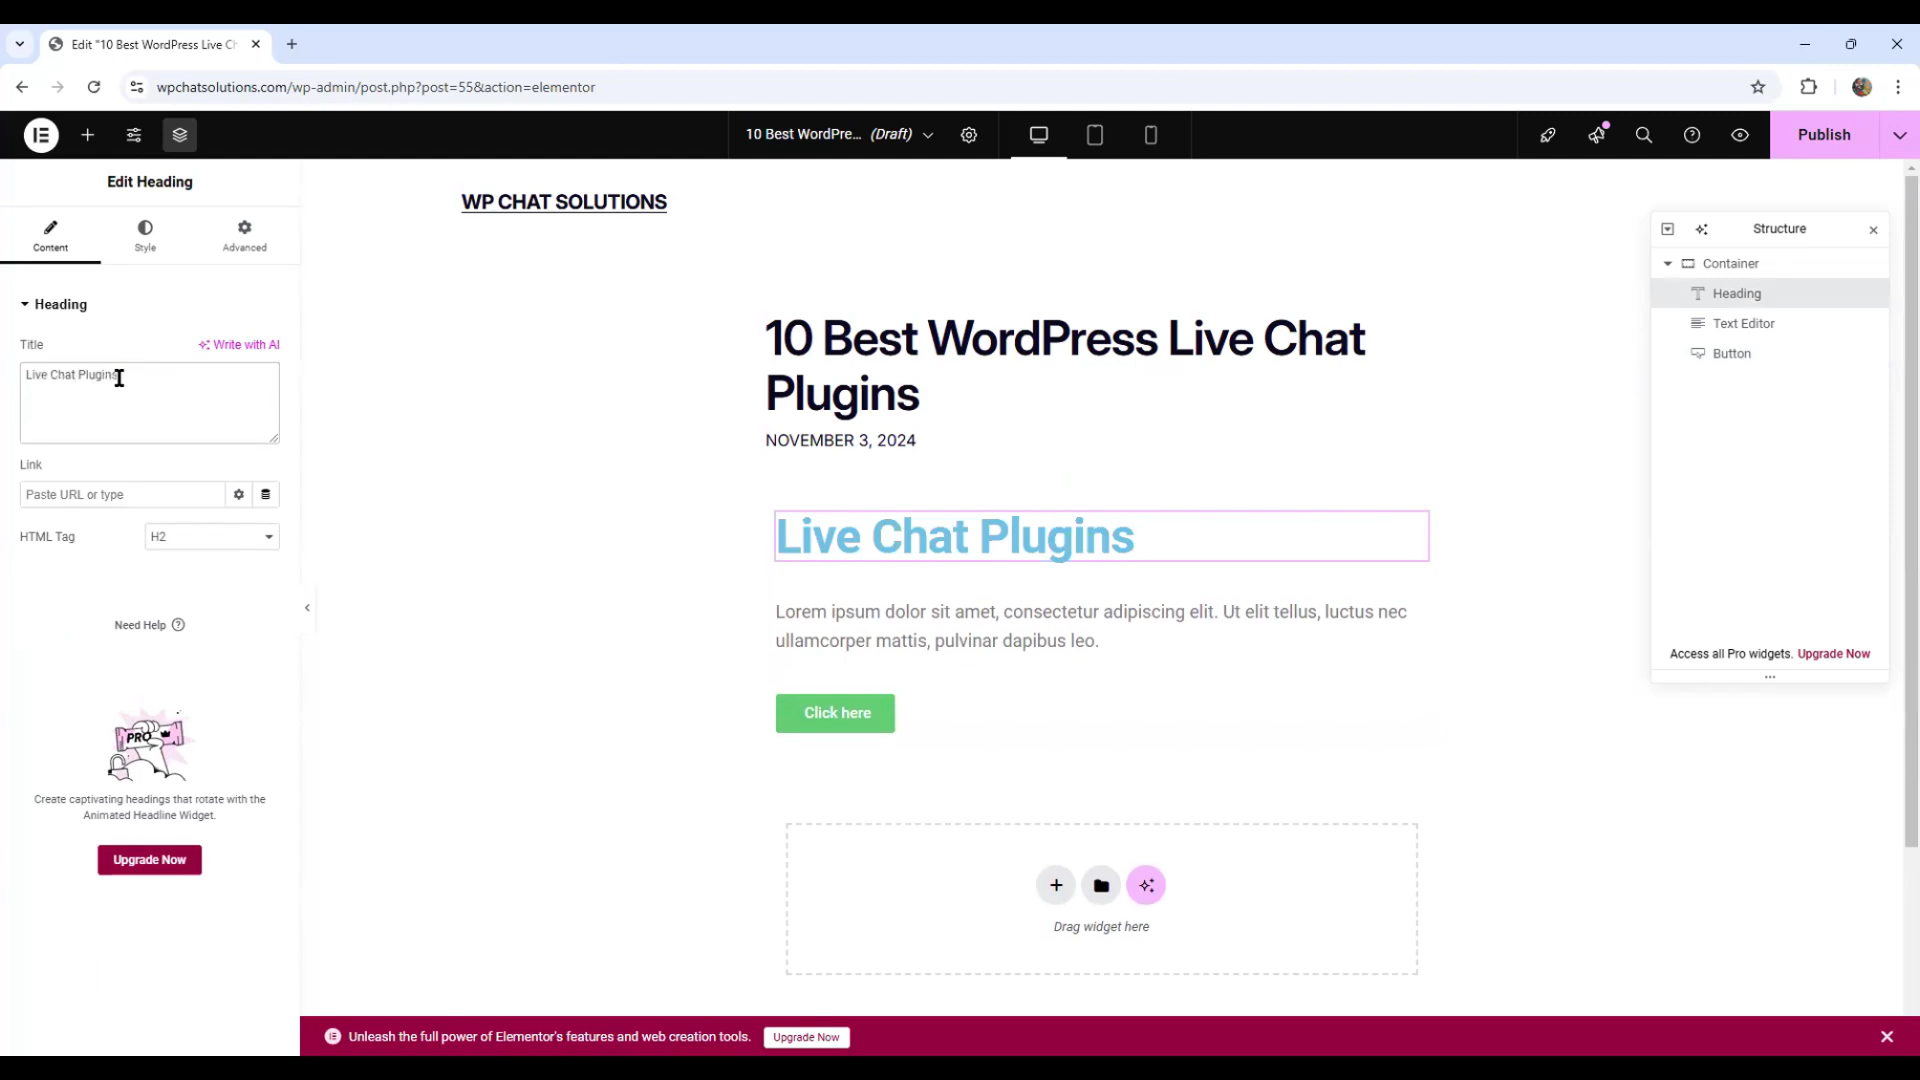 Edit "10 Best WordPress Live Ch
wpchatsolutions.com/wp-admin/post.php?post=55&action=elementor
10 Best WordPre... (Draft)
Publish
Edit Heading
Content
Style
Advanced
Heading
Title
Write with AI
Live Chat Plugins
Link
Paste URL or type
HTML Tag
H2
Need Help
PRO
Create captivating headings that rotate with the
Animated Headline Widget.
Upgrade Now
WP CHAT SOLUTIONS
10 Best WordPress Live Chat
Plugins
NOVEMBER 3, 2024
Live Chat Plugins
Lorem ipsum dolor sit amet, consectetur adipiscing elit. Ut elit tellus, luctus nec
ullamcorper mattis, pulvinar dapibus leo.
Click here
Drag widget here
Structure
Container
Heading
Text Editor
Button
Access all Pro widgets. Upgrade Now
Unleash the full power of Elementor's features and web creation tools.
Upgrade Now